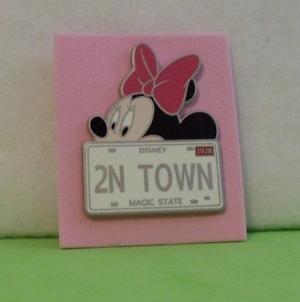 DISNEY 1928
2N TOWN
MAGIC STATE